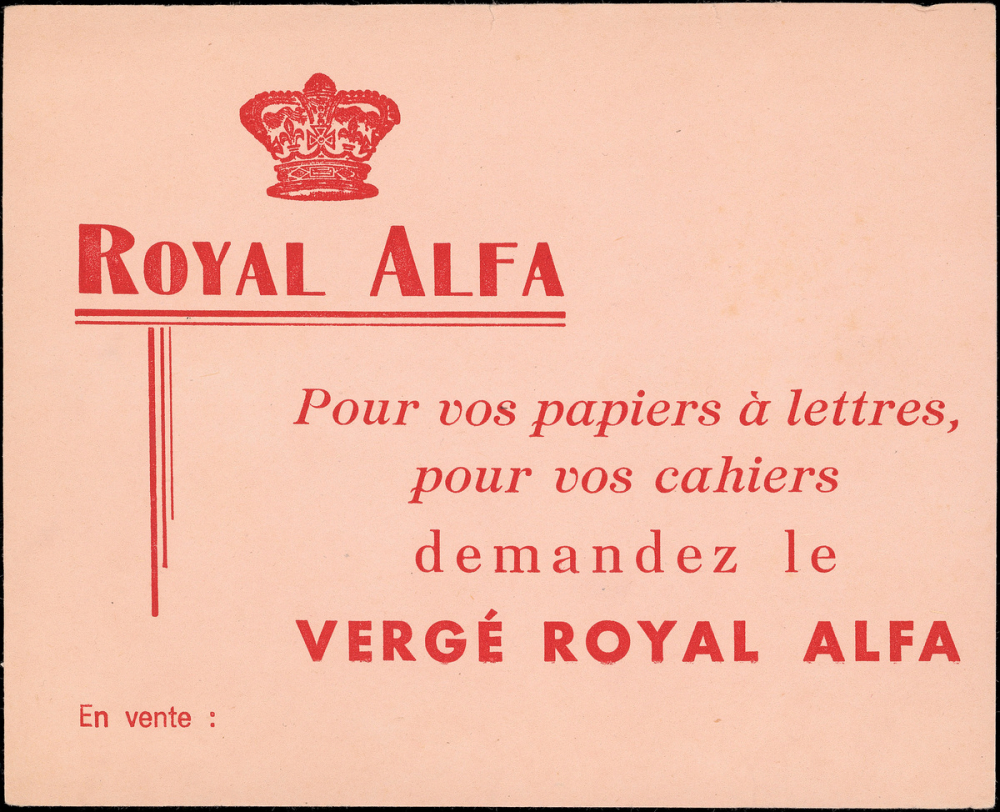 ROYAL ALFA
Pour vos papiers à lettres,
pour vos cahiers
demandez le
VERGÉ ROYAL ALFA
En vente :